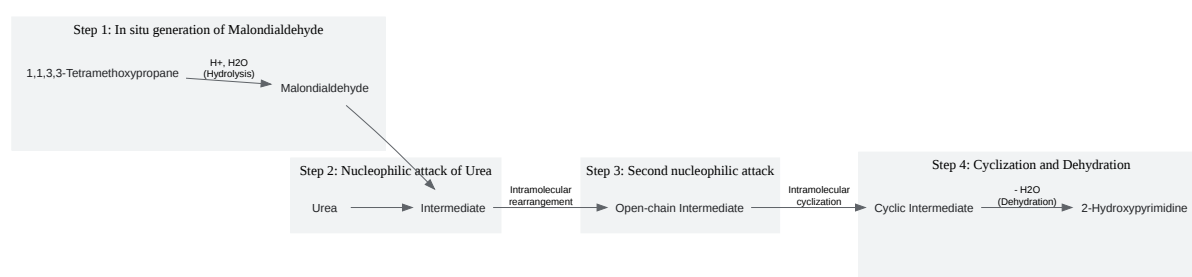 Step 1: In situ generation of Malondialdehyde
1,1,3,3-Tetramethoxypropane
H+, H2O
(Hydrolysis)
Malondialdehyde
Step 2: Nucleophilic attack of Urea
Urea
Intermediate
Intramolecular
rearrangement
Step 3: Second nucleophilic attack
Open-chain Intermediate
Intramolecular
cyclization
Step 4: Cyclization and Dehydration
Cyclic Intermediate
- H2O
(Dehydration)
2-Hydroxypyrimidine